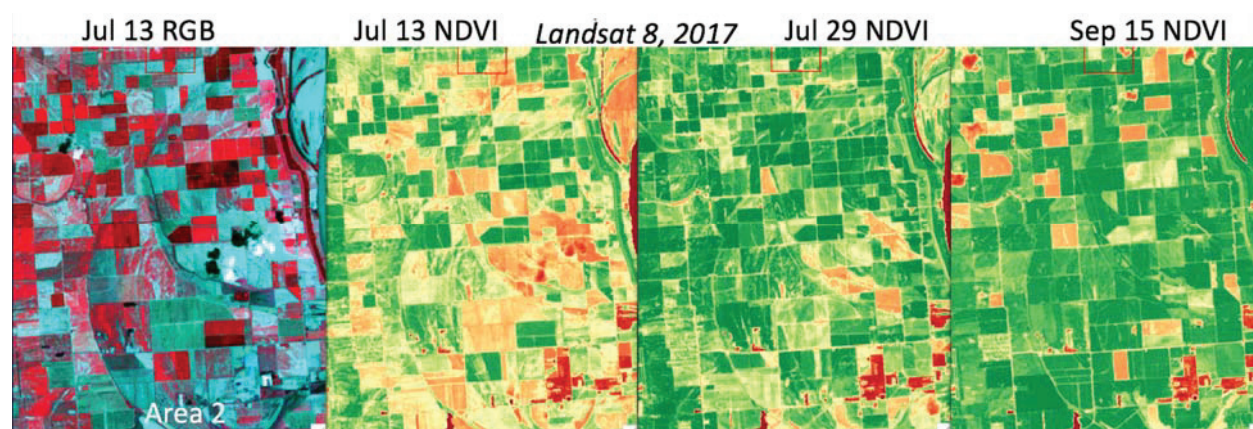 Jul 13 RGB
Jul 13 NDVI
Landsat 8, 2017
Jul 29 NDVI
Sep 15 NDVI
Area 2